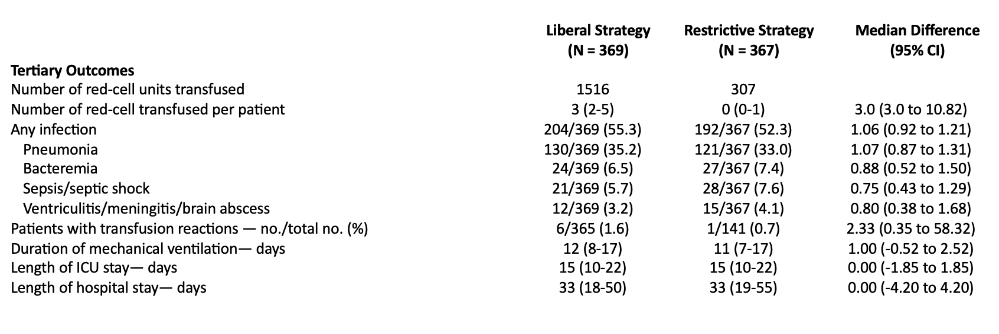 Liberal Strategy Restrictive Strategy Median Difference
(N = 369) (N = 367) (95% CI)
Tertiary Outcomes
Number of red-cell units transfused 1516 307
Number of red-cell transfused per patient 3 (2-5) 0 (0-1) 3.0 (3.0 to 10.82)
Any infection 204/369 (55.3) 192/367 (52.3) 1.06 (0.92 to 1.21)
Pneumonia 130/369 (35.2) 121/367 (33.0) 1.07 (0.87 to 1.31)
Bacteremia 24/369 (6.5) 27/367 (7.4) 0.88 (0.52 to 1.50)
Sepsis/septic shock 21/369 (5.7) 28/367 (7.6) 0.75 (0.43 to 1.29)
Ventriculitis/meningitis/brain abscess 12/369 (3.2) 15/367 (4.1) 0.80 (0.38 to 1.68)
Patients with transfusion reactions — no./total no. (%) 6/365 (1.6) 1/141 (0.7) 2.33 (0.35 to 58.32)
Duration of mechanical ventilation— days 12 (8-17) 11 (7-17) 1.00 (-0.52 to 2.52)
Length of ICU stay— days 15 (10-22) 15 (10-22) 0.00 (-1.85 to 1.85)
Length of hospital stay— days 33 (18-50) 33 (19-55) 0.00 (-4.20 to 4.20)